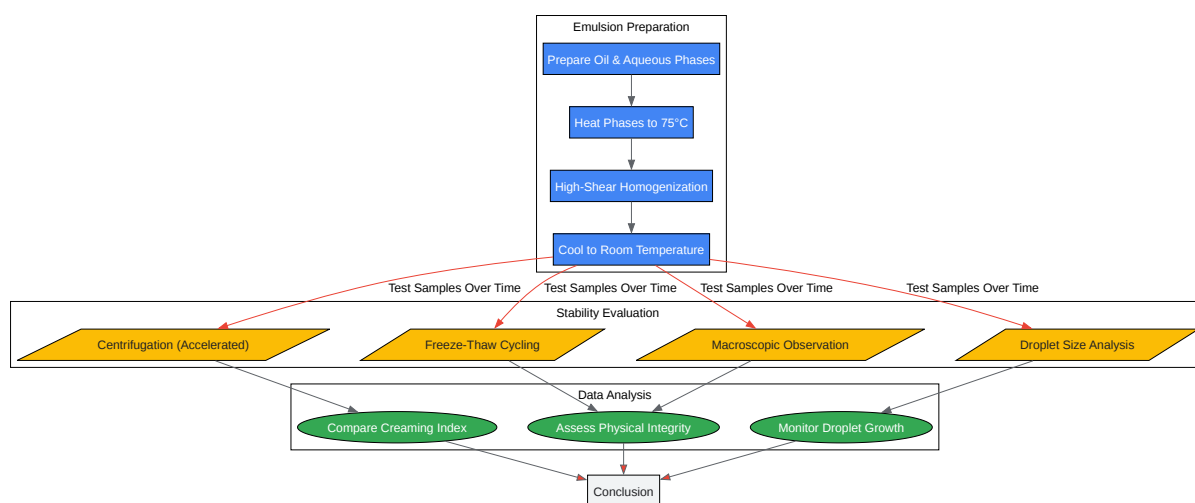 Emulsion Preparation
Prepare Oil & Aqueous Phases
Heat Phases to 75°C
High-Shear Homogenization
Cool to Room Temperature
Test Samples Over Time
Test Samples Over Time
Test Samples Over Time
Test Samples Over Time
Stability Evaluation
Centrifugation (Accelerated)
Freeze-Thaw Cycling
Macroscopic Observation
Droplet Size Analysis
Data Analysis
Compare Creaming Index
Assess Physical Integrity
Monitor Droplet Growth
Conclusion